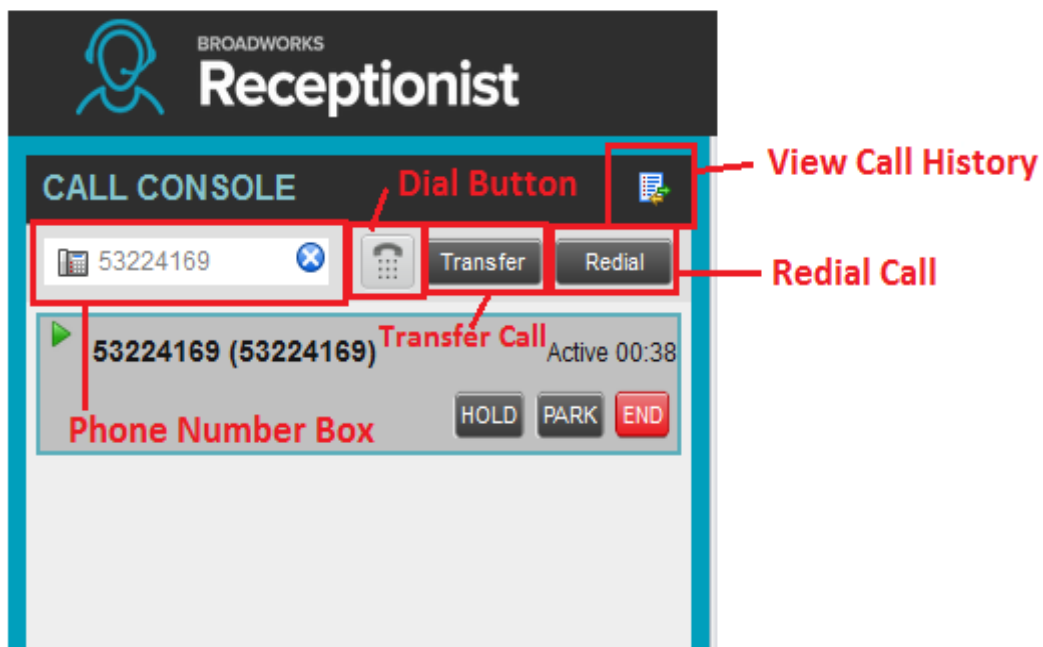 BROADWORKS
Receptionist
View Call History
CALL CONSOLE
Dial Button
53224169
Transfer
Redial
Redial Call
Transfer Call
53224169 (53224169)
Active 00:38
Phone Number Box
HOLD PARK END